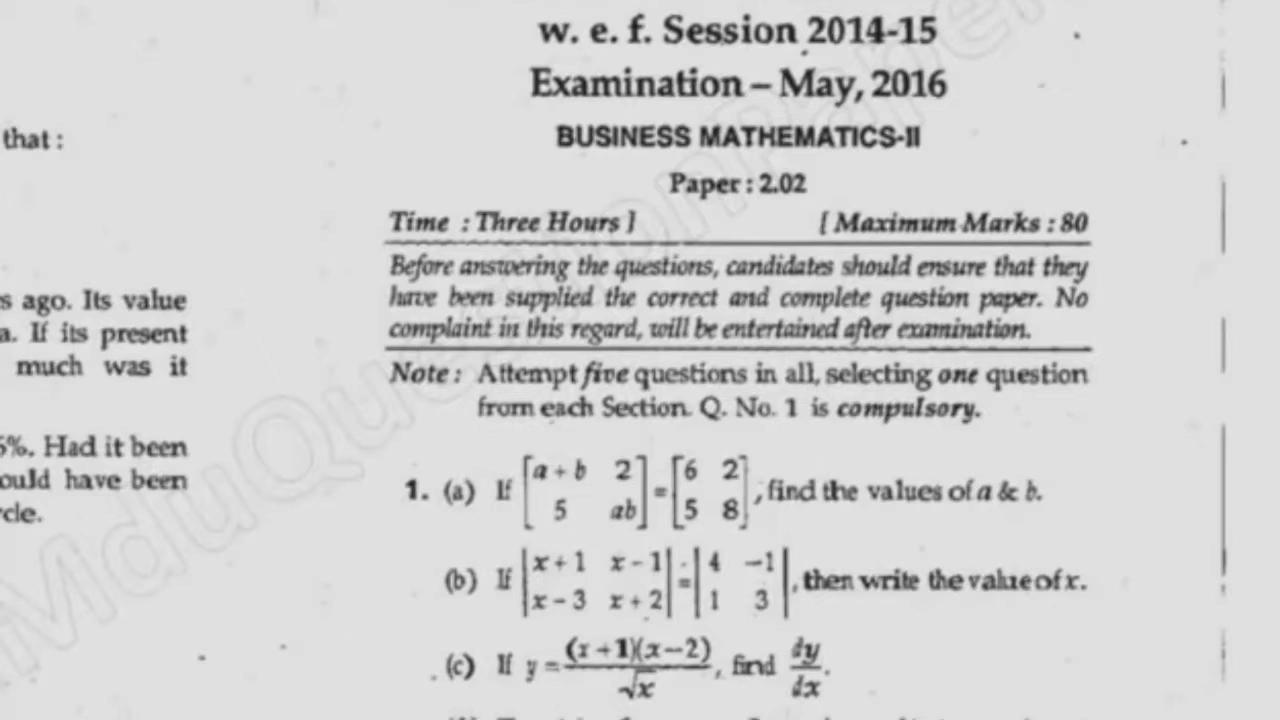 that :
s ago. Its value
a. If its present
much was it
5%. Had it been
ould have been
cle.
w. e. f. Session 2014-15
Examination – May, 2016
BUSINESS MATHEMATICS-II
Paper : 2.02
Time : Three Hours ] [ Maximum Marks : 80
Before answering the questions, candidates should ensure that they
have been supplied the correct and complete question paper. No
complaint in this regard, will be entertained after examination.
Note : Attempt five questions in all, selecting one question
from each Section. Q. No. 1 is compulsory.
1. (a) If [a + b 2; 5 ab] = [6 2; 5 8], find the values of a & b.
(b) If |x + 1 x - 1; x - 3 x + 2| = |4 -1; 1 3|, then write the value of x.
(c) If y = (x + 1)(x - 2)/√x, find dy/dx.